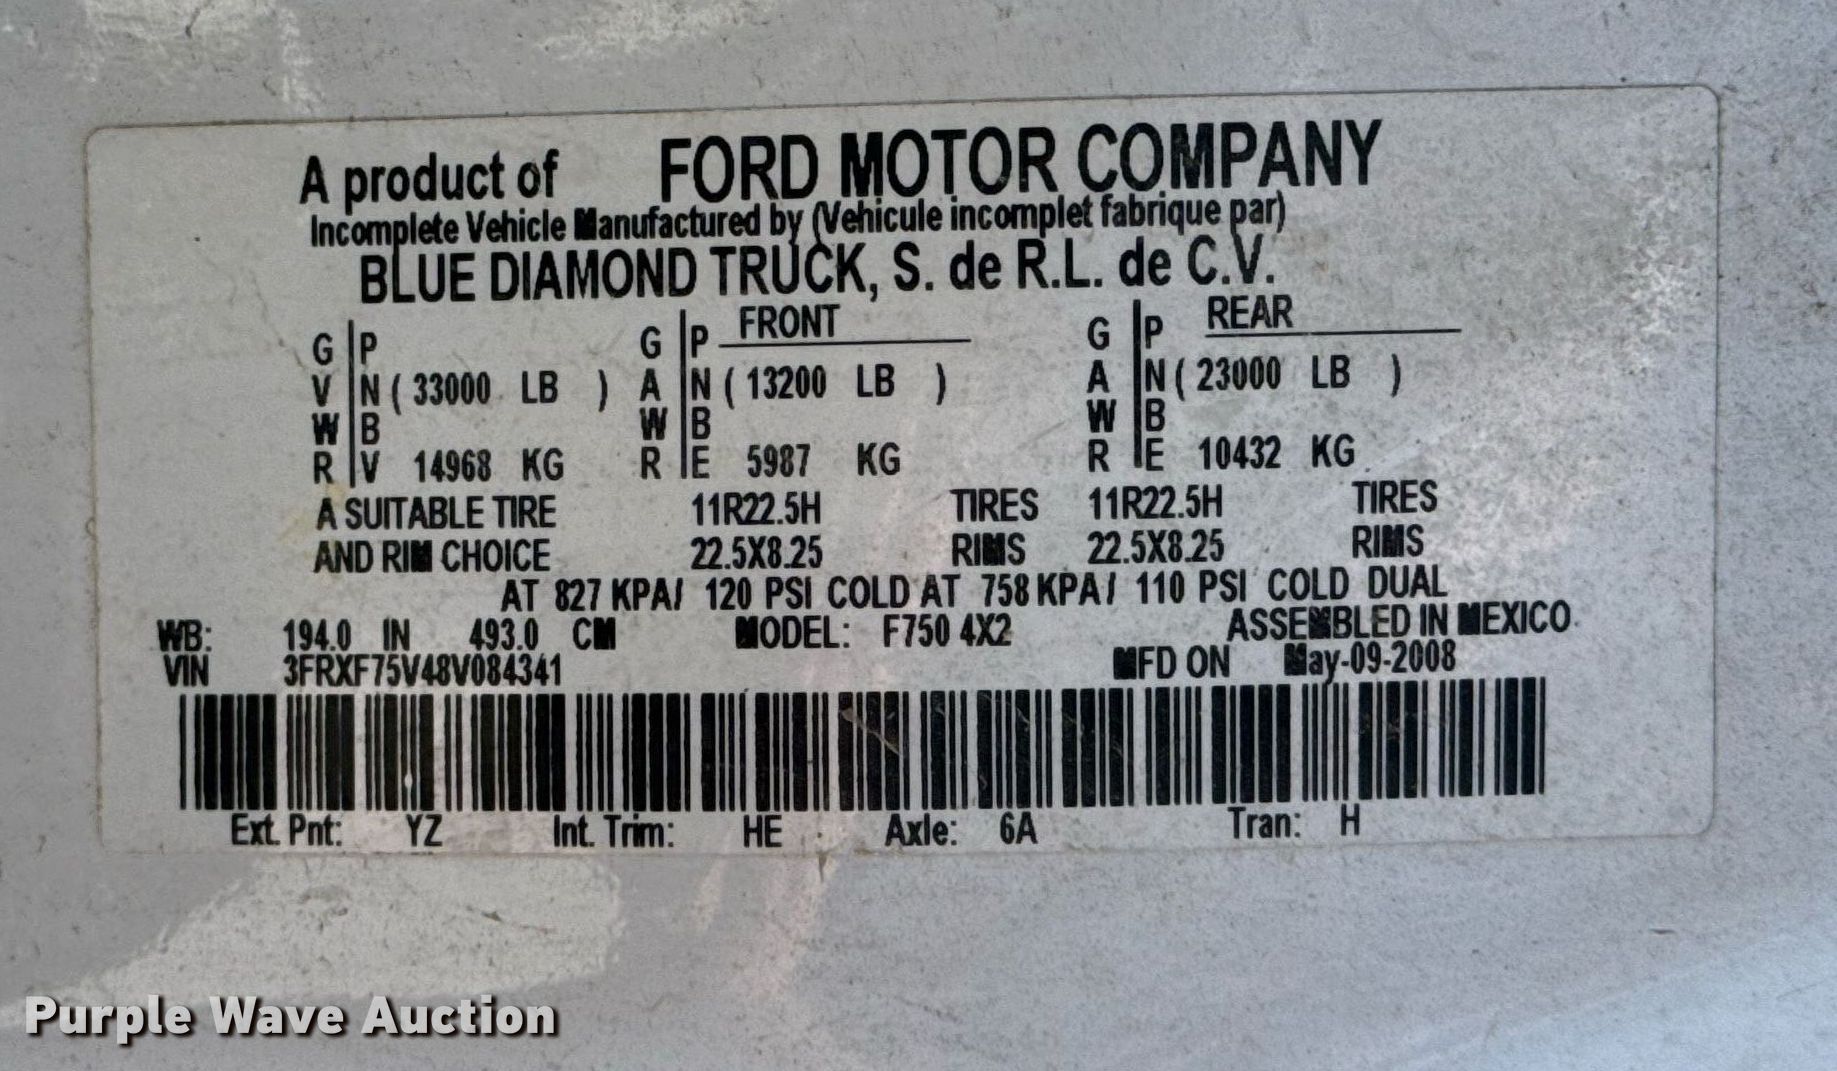 A product of FORD MOTOR COMPANY
Incomplete Vehicle Manufactured by (Vehicule incomplet fabrique par)
BLUE DIAMOND TRUCK, S. de R.L. de C.V.
G P G P FRONT G P REAR
V N ( 33000 LB ) A N ( 13200 LB ) A N ( 23000 LB )
W B W B W B
R V 14968 KG R E 5987 KG R E 10432 KG
A SUITABLE TIRE 11R22.5H TIRES 11R22.5H TIRES
AND RIM CHOICE 22.5X8.25 RIMS 22.5X8.25 RIMS
AT 827 KPA/ 120 PSI COLD AT 758 KPA/ 110 PSI COLD DUAL
WB: 194.0 IN 493.0 CM MODEL: F750 4X2 ASSEMBLED IN MEXICO
VIN 3FRXF75V48V084341 MFD ON May-09-2008
Ext. Pnt: YZ Int. Trim: HE Axle: 6A Tran: H
Purple Wave Auction